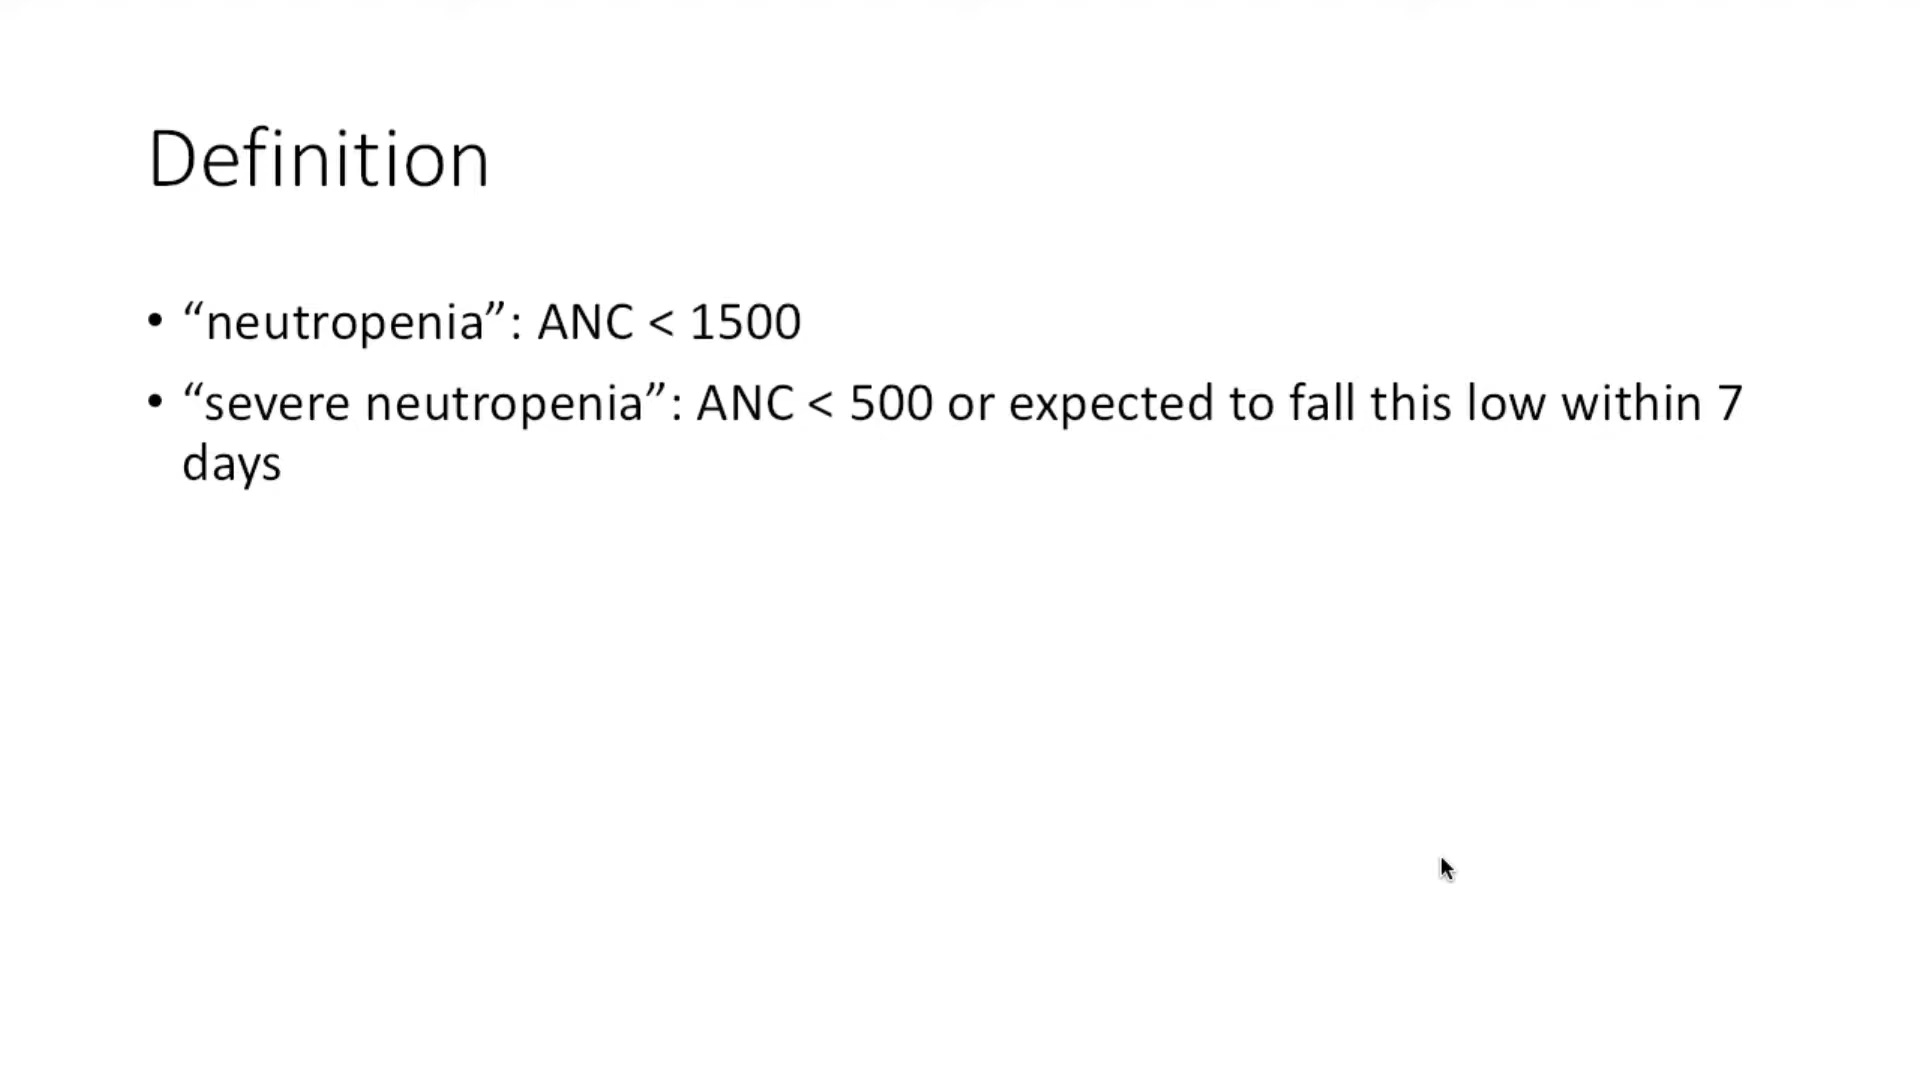 Definition
• “neutropenia”: ANC < 1500
• “severe neutropenia”: ANC < 500 or expected to fall this low within 7
days